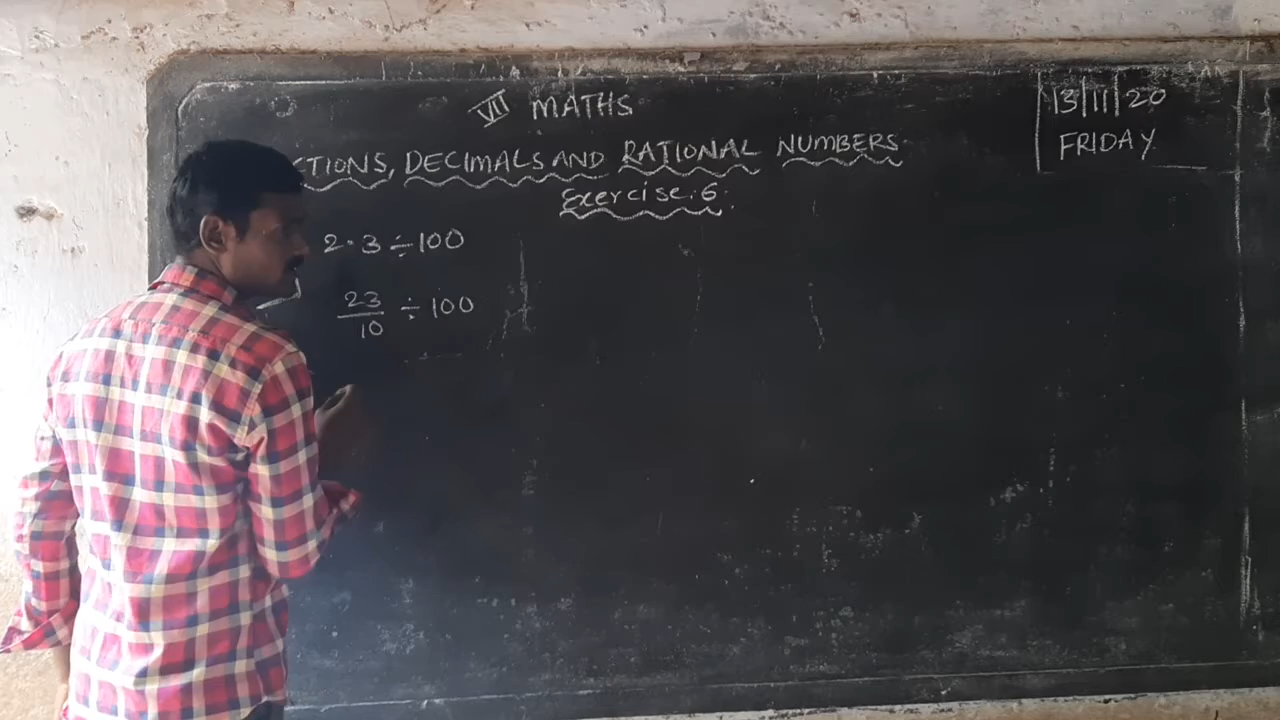 VII MATHS
13/11/20
FRIDAY
CTIONS, DECIMALS AND RATIONAL NUMBERS
Exercise:6
2.3 ÷ 100
23/10 ÷ 100